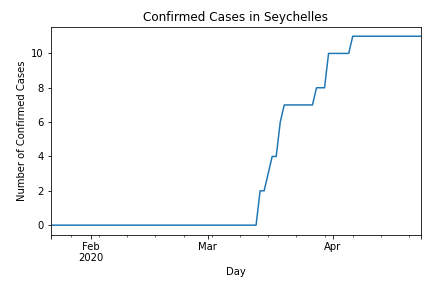 Confirmed Cases in Seychelles
Number of Confirmed Cases
10
8
6
4
2
0
Feb
2020
Mar
Apr
Day